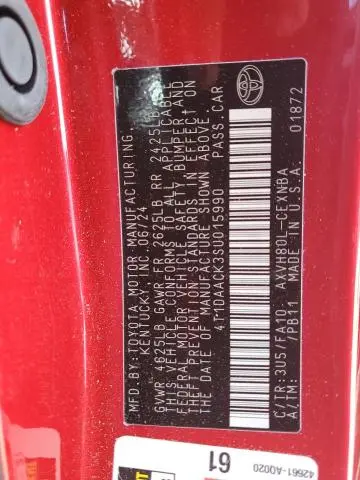 MFD.BY:TOYOTA MOTOR MANUFACTURING,
KENTUCKY, INC.06/24
GVWR 4625LB GAWR FR 2625LB RR 2425LB
THIS VEHICLE CONFORMS TO ALL APPLICABLE
FEDERAL MOTOR VEHICLE SAFETY BUMPER AND
THEFT PREVENTION STANDARDS IN EFFECT
ON THE DATE OF MANUFACTURE SHOWN ABOVE.
4T1DAACK3SU015990 PASS.CAR
C/TR:3U5/FA10 AXVH80L-CEXNBA
A/TM: /PB11 MADE IN U.S.A.
01872
61
42661-A0020